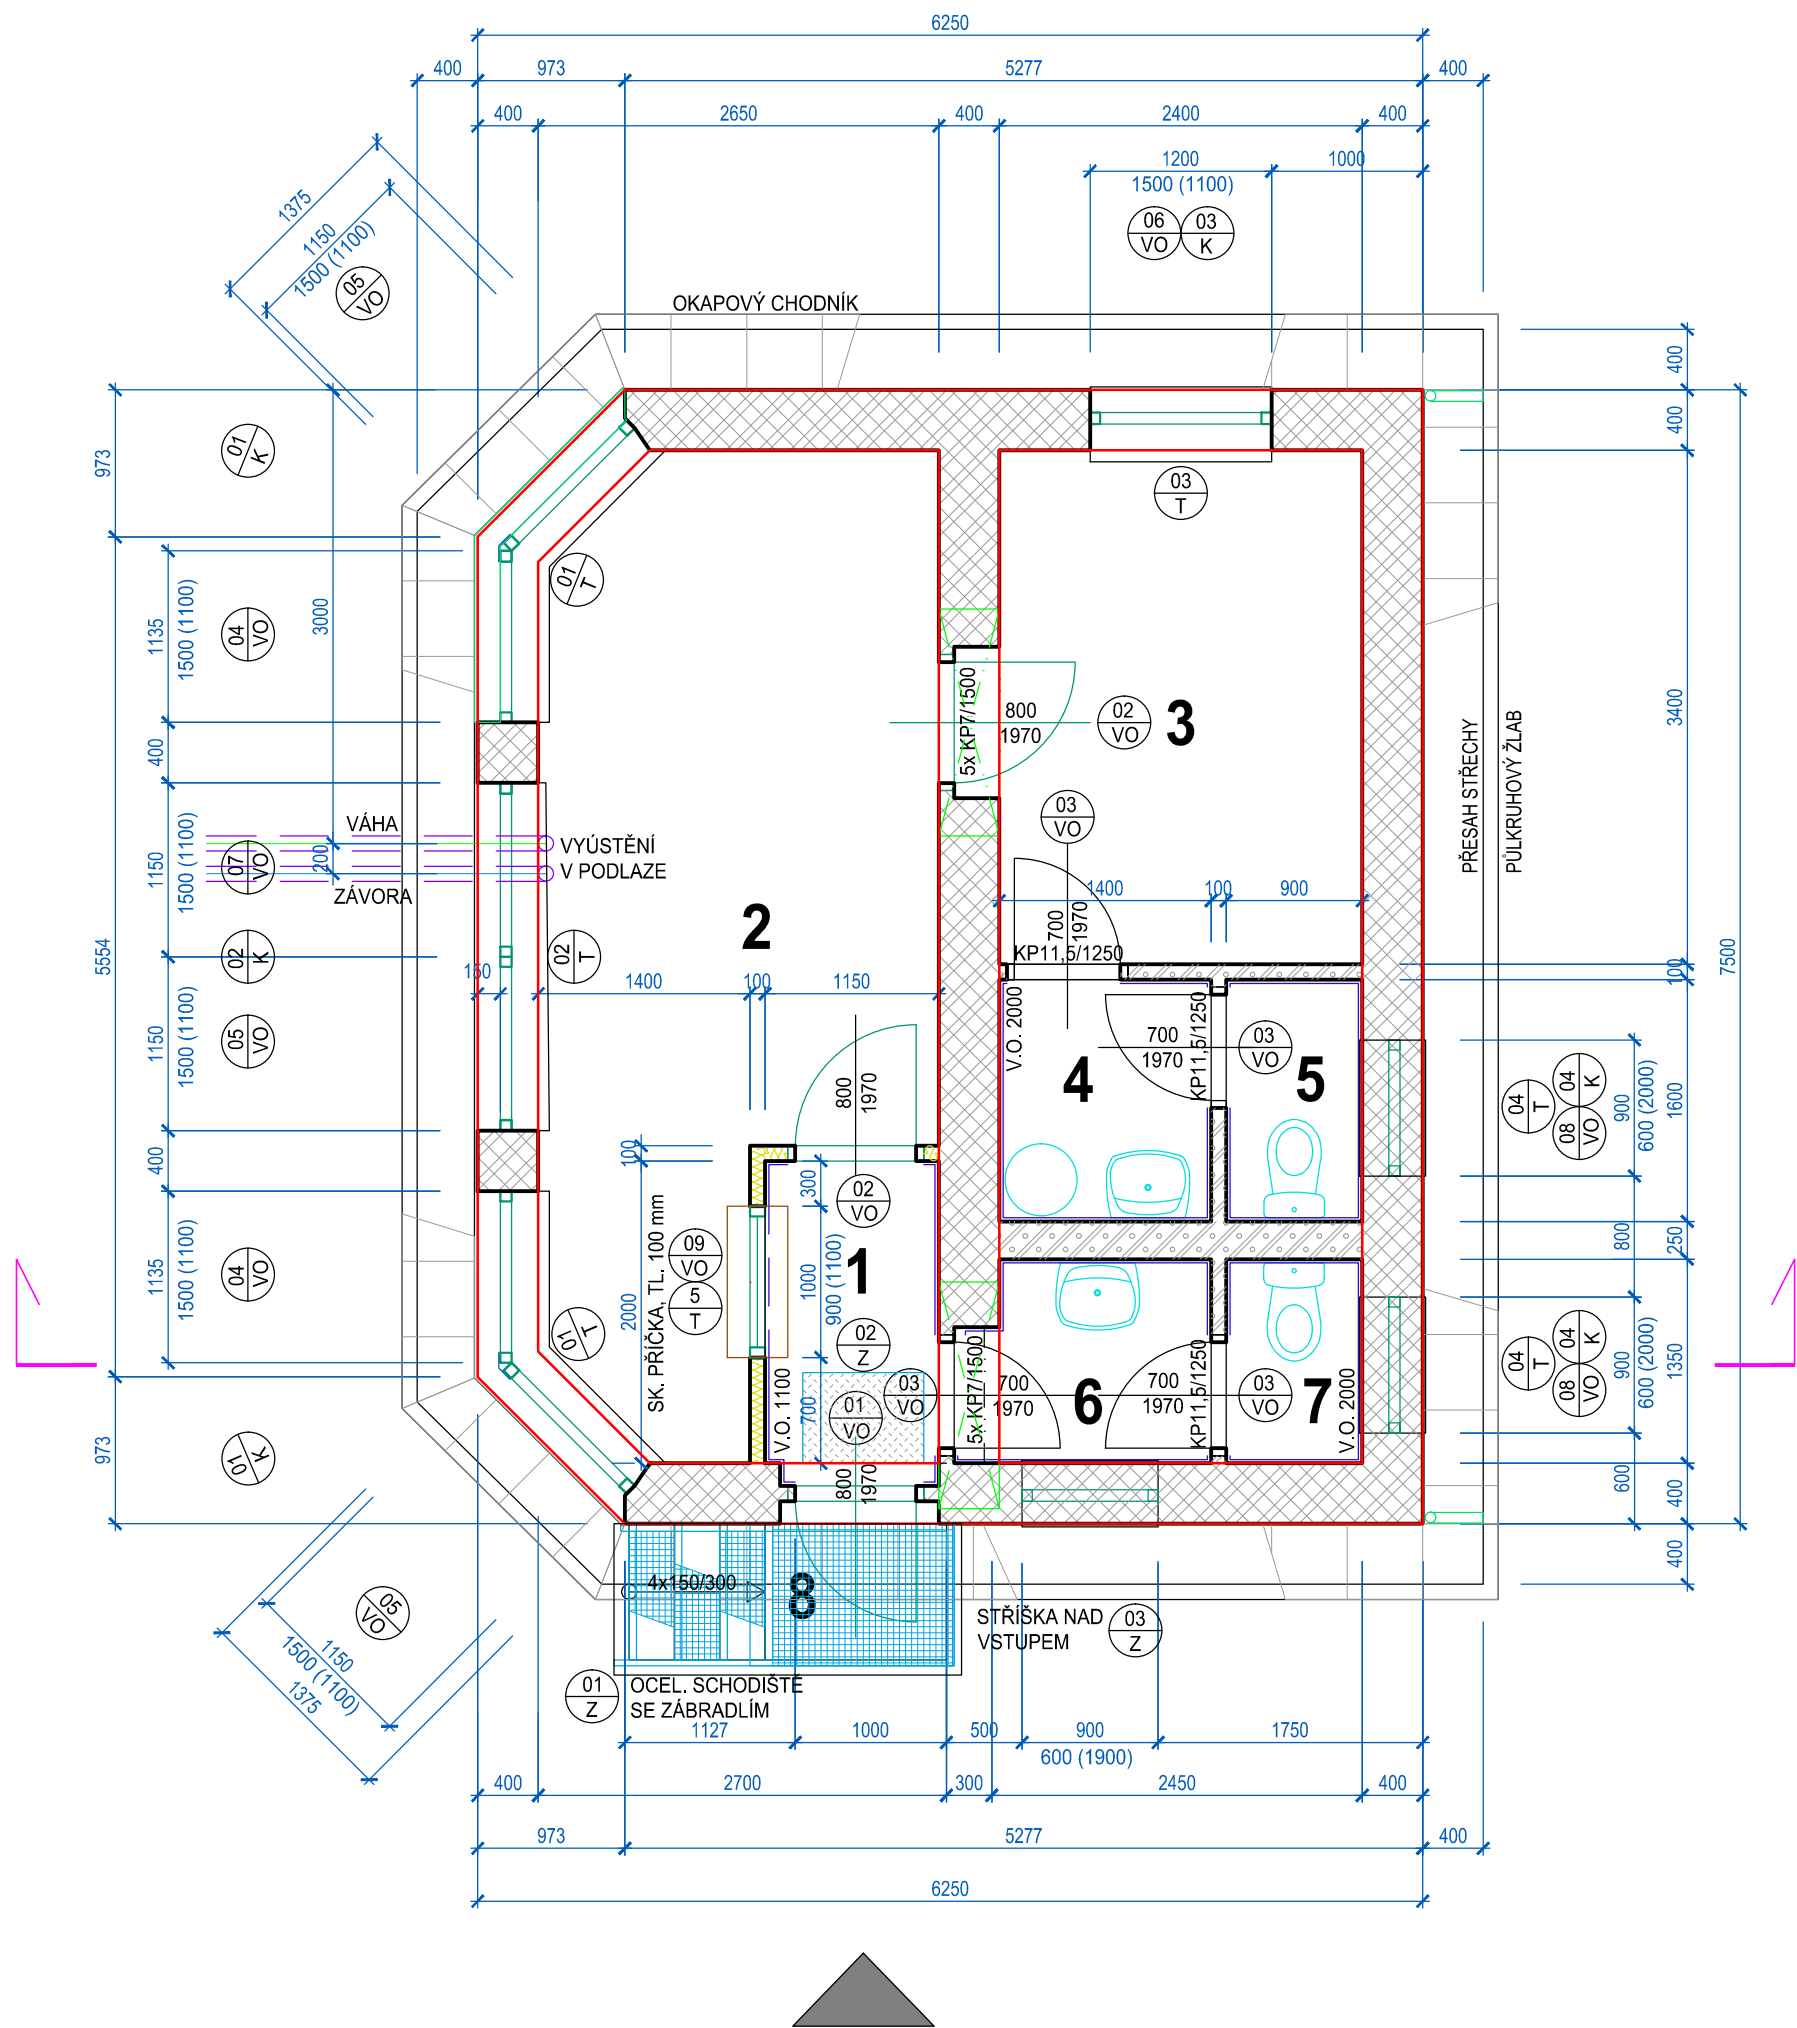 6250
400 973 5277 400
400 2650 400 2400 400
1200 1000
1500 (1100)
06 VO 03 K
1375
1150
1500 (1100)
05 VO
OKAPOVÝ CHODNÍK
400
400
973
01 K
03 T
01 T
3000
1135
1500 (1100)
04 VO
5x KP7/1500
800
1970
02 VO
3
3400
PŘESAH STŘECHY
PŮLKRUHOVÝ ŽLAB
400
03 VO
VÁHA
VYÚSTĚNÍ
V PODLAZE
ZÁVORA
200
1150
1500 (1100)
07 VO
1400 100 900
700
1970
KP11,5/1250
2
5554
7500
02 K
02 T
150 1400 100 1150
100
1150
1500 (1100)
05 VO
V.O. 2000
700
1970
KP11,5/1250
03 VO
4
5
800
1970
04 T
04 K
08 VO
900
600 (2000)
1600
400
100
300
02 VO
SK. PŘÍČKA, TL. 100 mm
09 VO
5 T
1
1000
900 (1100)
2000
800
250
1135
1500 (1100)
04 VO
01 T
02 Z
V.O. 1100
700
03 VO
01 VO
5x KP7/1500
700
1970
6
700
1970
KP11,5/1250
03 VO
7
V.O. 2000
04 T
04 K
08 VO
900
600 (2000)
1350
973
01 K
800
1970
600
400
400
4x150/300
8
05 VO
1150
1500 (1100)
1375
STŘÍŠKA NAD
VSTUPEM
03 Z
01 Z
OCEL. SCHODIŠTĚ
SE ZÁBRADLÍM
1127 1000 500 900 1750
600 (1900)
400 2700 300 2450 400
973 5277 400
6250